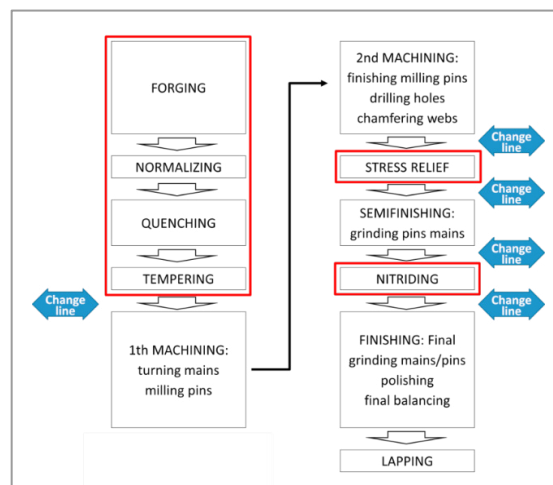 FORGING
NORMALIZING
QUENCHING
TEMPERING
Change
line
1th MACHINING:
turning mains
milling pins
2nd MACHINING:
finishing milling pins
drilling holes
chamfering webs
Change
line
STRESS RELIEF
Change
line
SEMIFINISHING:
grinding pins mains
Change
line
NITRIDING
Change
line
FINISHING: Final
grinding mains/pins
polishing
final balancing
LAPPING